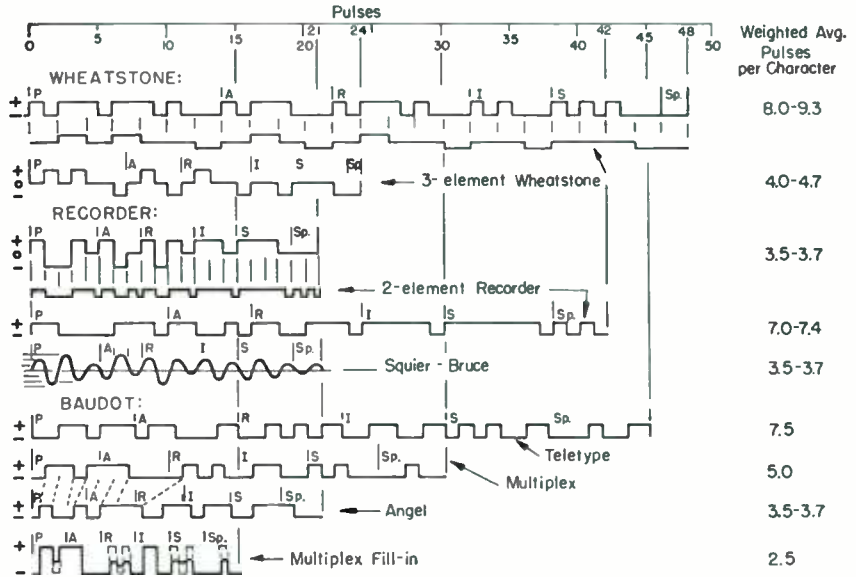 Pulses
0 5 10 15 20 21 24 30 35 40 42 45 48 50
Weighted Avg.
Pulses
per Character
WHEATSTONE:
P A R I S Sp.
+
−
8.0-9.3
P A R I S Sp
+
0
−
3-element Wheatstone
4.0-4.7
RECORDER:
P A R I S Sp.
+
0
−
3.5-3.7
2-element Recorder
P A R I S Sp.
+
−
7.0-7.4
P A R I S Sp.
Squier-Bruce
3.5-3.7
BAUDOT:
P A R I S Sp.
+
−
7.5
Teletype
P A R I S Sp.
+
−
5.0
Multiplex
P A R I S Sp.
+
−
Angel
3.5-3.7
P A R I S Sp.
+
−
Multiplex Fill-in
2.5